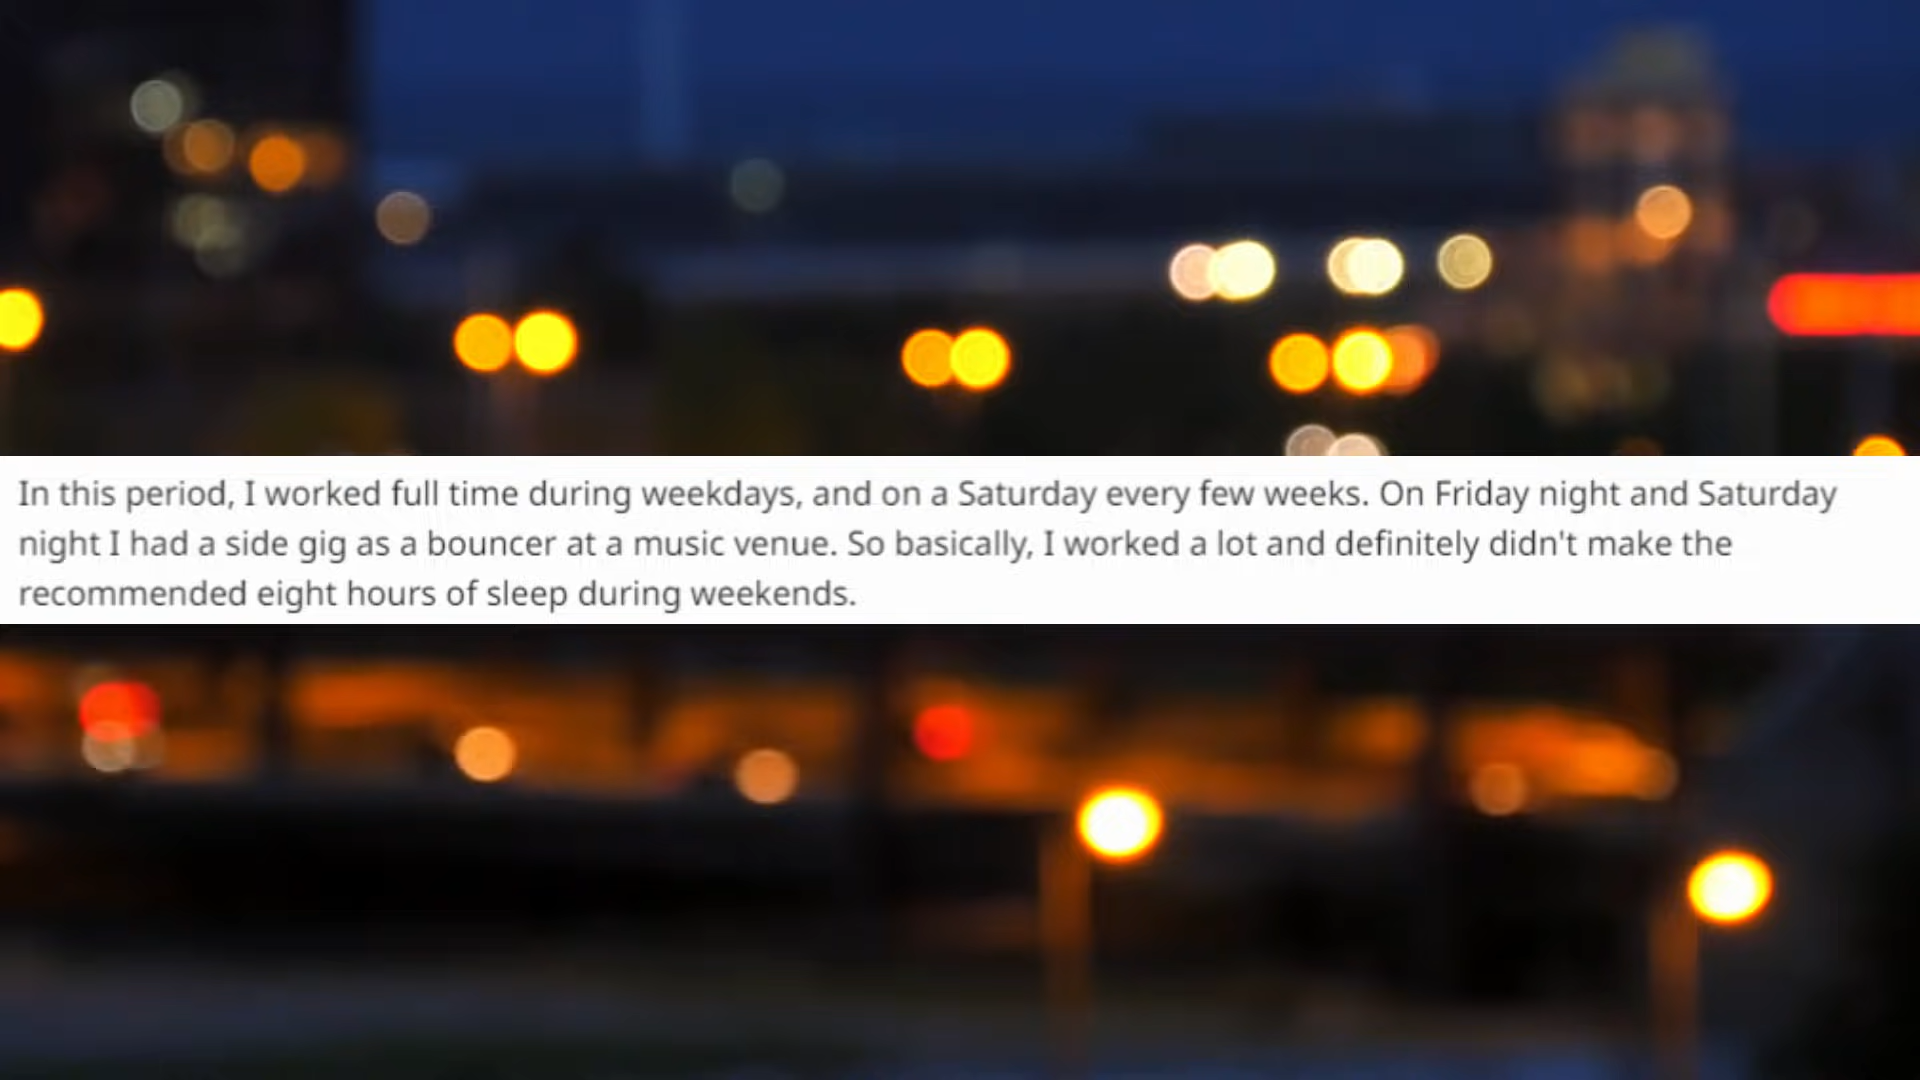 In this period, I worked full time during weekdays, and on a Saturday every few weeks. On Friday night and Saturday
night I had a side gig as a bouncer at a music venue. So basically, I worked a lot and definitely didn't make the
recommended eight hours of sleep during weekends.